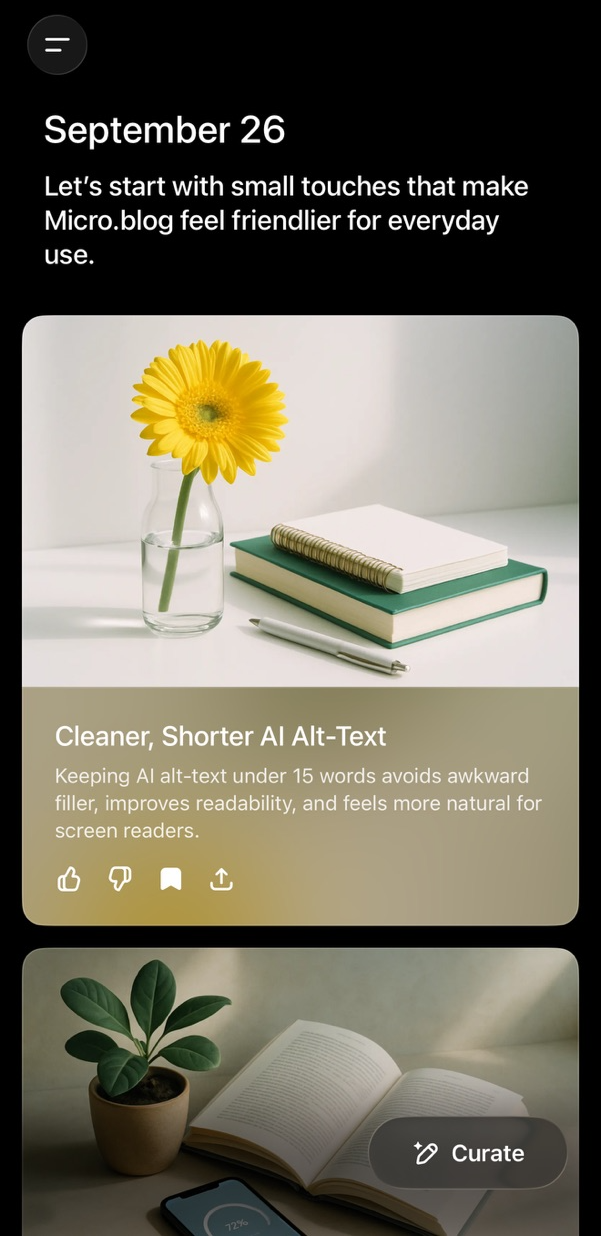 September 26
Let’s start with small touches that make
Micro.blog feel friendlier for everyday
use.
Cleaner, Shorter AI Alt-Text
Keeping AI alt-text under 15 words avoids awkward
filler, improves readability, and feels more natural for
screen readers.
72%
Curate